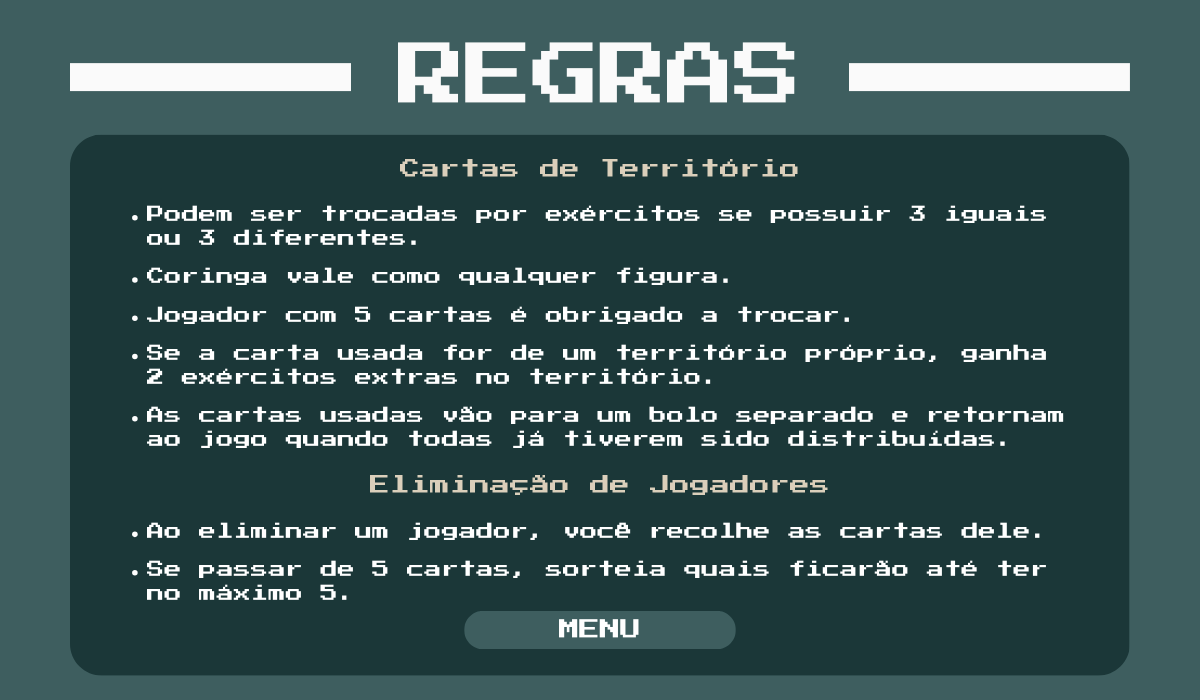 REGRAS
Cartas de Território
.Podem ser trocadas por exércitos se possuir 3 iguais
ou 3 diferentes.
.Coringa vale como qualquer figura.
.Jogador com 5 cartas é obrigado a trocar.
.Se a carta usada for de um território próprio, ganha
2 exércitos extras no território.
.As cartas usadas vão para um bolo separado e retornam
ao jogo quando todas já tiverem sido distribuídas.
Eliminação de Jogadores
.Ao eliminar um jogador, você recolhe as cartas dele.
.Se passar de 5 cartas, sorteia quais ficarão até ter
no máximo 5.
MENU